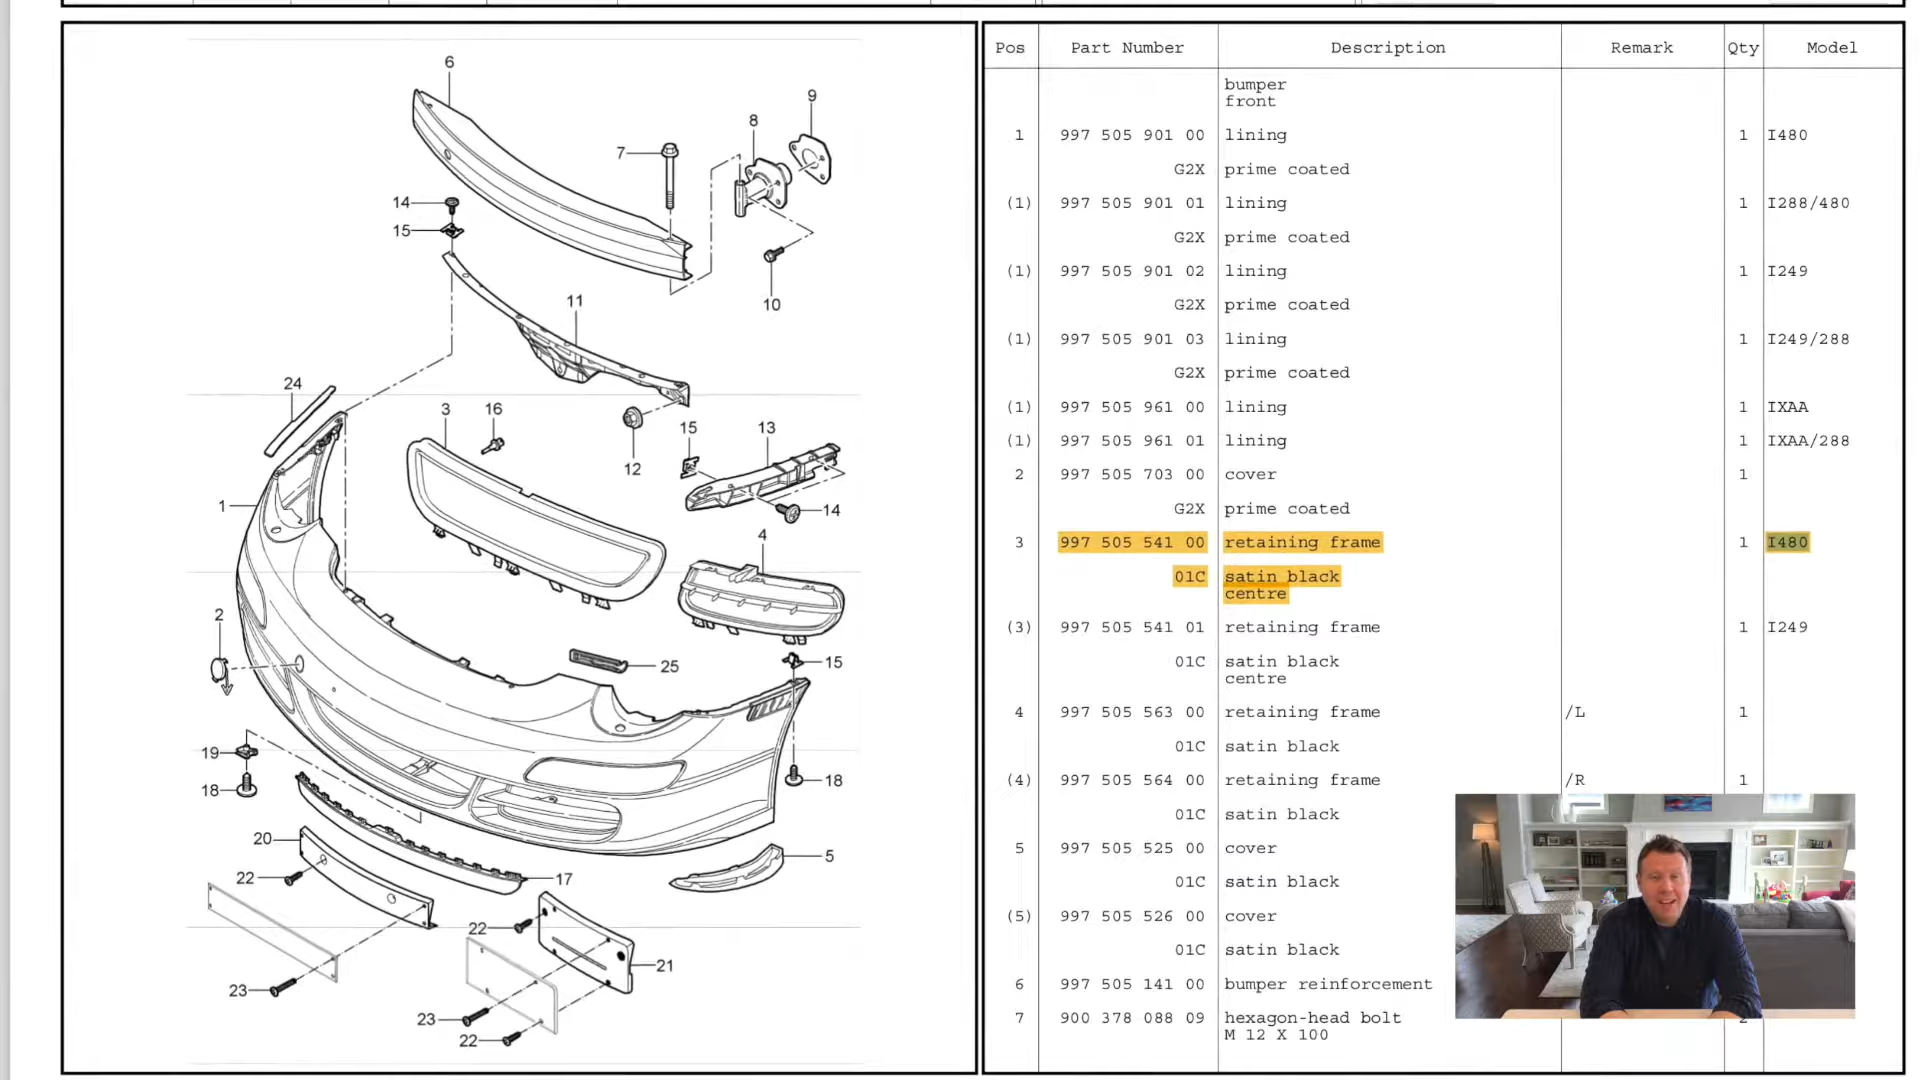 Pos Part Number Description Remark Qty Model
bumper
front
1 997 505 901 00 lining 1 I480
G2X prime coated
(1) 997 505 901 01 lining 1 I288/480
G2X prime coated
(1) 997 505 901 02 lining 1 I249
G2X prime coated
(1) 997 505 901 03 lining 1 I249/288
G2X prime coated
(1) 997 505 961 00 lining 1 IXAA
(1) 997 505 961 01 lining 1 IXAA/288
2 997 505 703 00 cover 1
G2X prime coated
3 997 505 541 00 retaining frame 1 I480
01C satin black
centre
(3) 997 505 541 01 retaining frame 1 I249
01C satin black
centre
4 997 505 563 00 retaining frame /L 1
01C satin black
(4) 997 505 564 00 retaining frame /R 1
01C satin black
5 997 505 525 00 cover
01C satin black
(5) 997 505 526 00 cover
01C satin black
6 997 505 141 00 bumper reinforcement
7 900 378 088 09 hexagon-head bolt 2
M 12 X 100
6
9
8
7
14
15
10
11
24
3
16
12
15
13
14
1
4
2
25
15
19
18
18
20
5
22
17
22
21
23
23
22